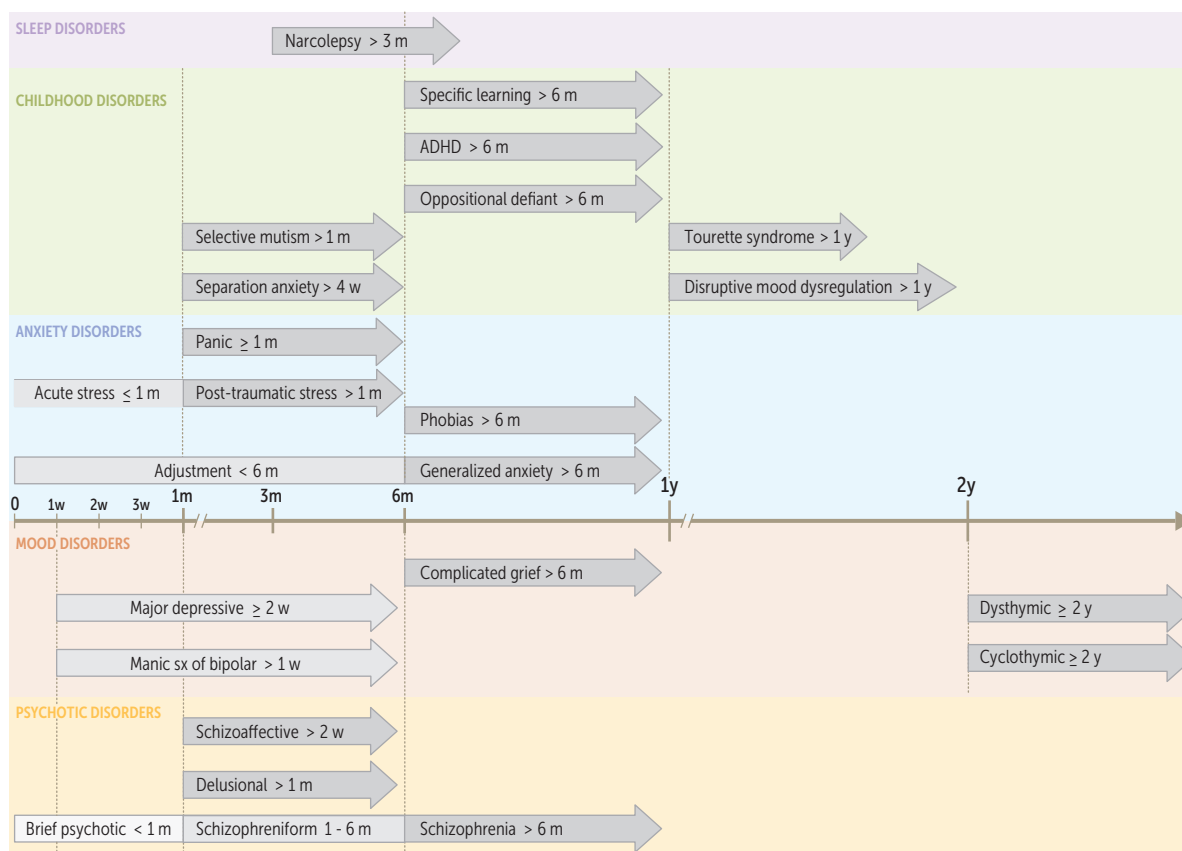 SLEEP DISORDERS
Narcolepsy > 3 m
CHILDHOOD DISORDERS
Specific learning > 6 m
ADHD > 6 m
Oppositional defiant > 6 m
Selective mutism > 1 m
Tourette syndrome > 1 y
Separation anxiety > 4 w
Disruptive mood dysregulation > 1 y
ANXIETY DISORDERS
Panic ≥ 1 m
Acute stress ≤ 1 m
Post-traumatic stress > 1 m
Phobias > 6 m
Adjustment < 6 m
Generalized anxiety > 6 m
0 1w 2w 3w 1m 3m 6m 1y 2y
MOOD DISORDERS
Complicated grief > 6 m
Major depressive ≥ 2 w
Dysthymic ≥ 2 y
Manic sx of bipolar > 1 w
Cyclothymic ≥ 2 y
PSYCHOTIC DISORDERS
Schizoaffective > 2 w
Delusional > 1 m
Brief psychotic < 1 m
Schizophreniform 1 - 6 m
Schizophrenia > 6 m